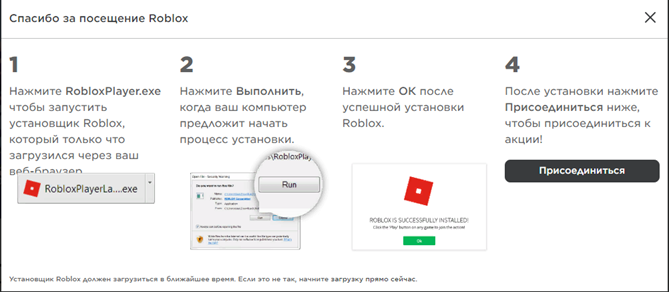 Спасибо за посещение Roblox
1
Нажмите RobloxPlayer.exe
чтобы запустить
установщик Roblox,
который только что
загрузился через ваш
веб-браузер
RobloxPlayerLa....exe
2
Нажмите Выполнить,
когда ваш компьютер
предложит начать
процесс установки.
Run
3
Нажмите ОК после
успешной установки
Roblox.
ROBLOX IS SUCCESSFULLY INSTALLED!
Click the 'Play' button on any game to join the action!
Ok
4
После установки нажмите
Присоединиться ниже,
чтобы присоединиться к
акции!
Присоединиться
Установщик Roblox должен загрузиться в ближайшее время. Если это не так, начните загрузку прямо сейчас.